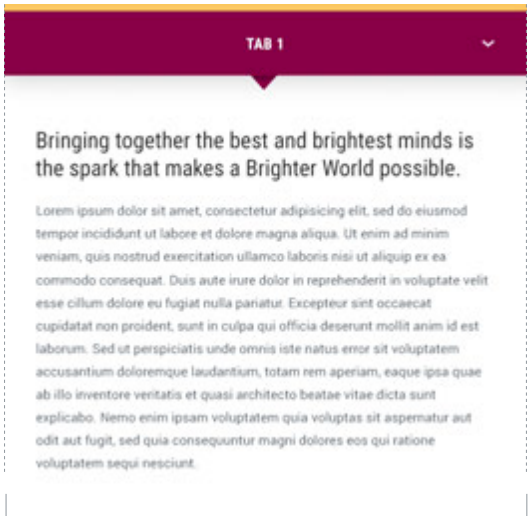 TAB 1
Bringing together the best and brightest minds is
the spark that makes a Brighter World possible.
Lorem ipsum dolor sit amet, consectetur adipisicing elit, sed do eiusmod
tempor incididunt ut labore et dolore magna aliqua. Ut enim ad minim
veniam, quis nostrud exercitation ullamco laboris nisi ut aliquip ex ea
commodo consequat. Duis aute irure dolor in reprehenderit in voluptate velit
esse cillum dolore eu fugiat nulla pariatur. Excepteur sint occaecat
cupidatat non proident, sunt in culpa qui officia deserunt mollit anim id est
laborum. Sed ut perspiciatis unde omnis iste natus error sit voluptatem
accusantium doloremque laudantium, totam rem aperiam, eaque ipsa quae
ab illo inventore veritatis et quasi architecto beatae vitae dicta sunt
explicabo. Nemo enim ipsam voluptatem quia voluptas sit aspernatur aut
odit aut fugit, sed quia consequuntur magni dolores eos qui ratione
voluptatem sequi nesciunt.